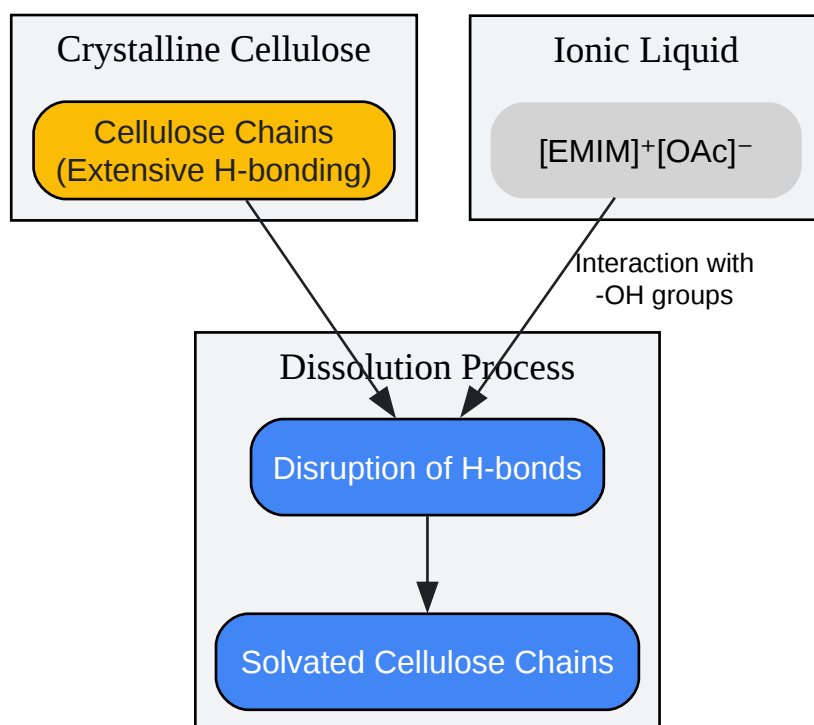 Crystalline Cellulose
Cellulose Chains
(Extensive H-bonding)
Ionic Liquid
[EMIM]⁺[OAc]⁻
Interaction with
-OH groups
Dissolution Process
Disruption of H-bonds
Solvated Cellulose Chains